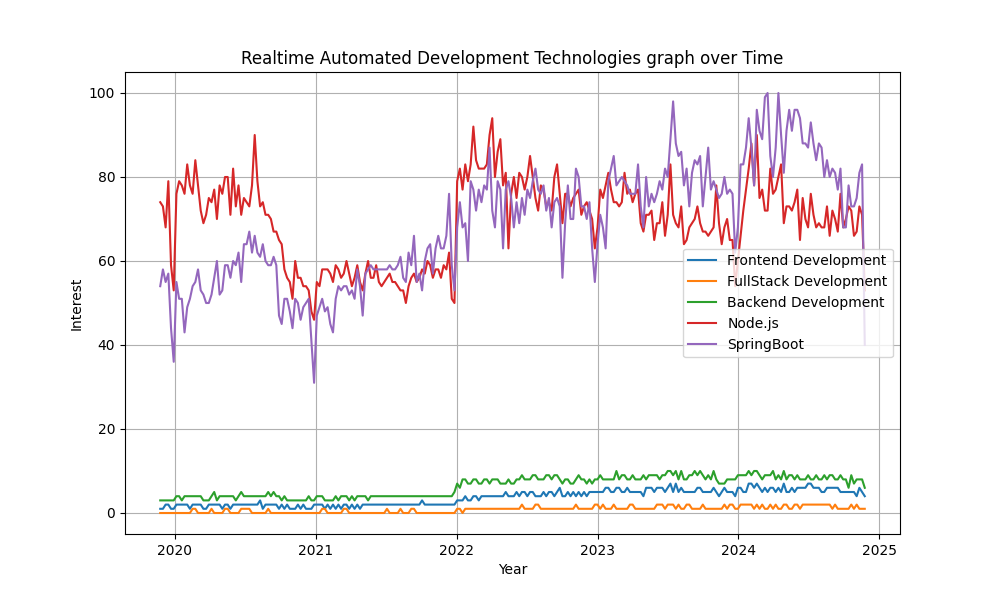 Realtime Automated Development Technologies graph over Time
100
80
60
40
20
0
Interest
Frontend Development
FullStack Development
Backend Development
Node.js
SpringBoot
2020 2021 2022 2023 2024 2025
Year